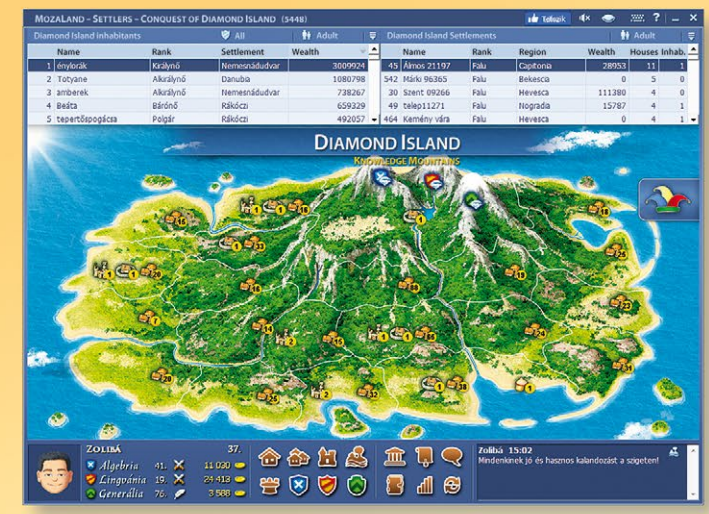 MozaLand – Settlers – Conquest of Diamond Island (5448)
Tetszik
?
Diamond Island Inhabitants All Adult
Name Rank Settlement Wealth
1 énylorák Királynő Nemesnádudvar 3009924
2 Totyane Alkirálynő Danubia 1080798
3 amberek Alkirálynő Nemesnádudvar 738267
4 Beáta Bárónő Rákóczi 659329
5 tepertőspogácsa Polgár Rákóczi 492057
Diamond Island Settlements Adult
Name Rank Region Wealth Houses Inhab.
45 Álmos 21197 Falu Capitonia 28953 11 1
542 Márki 96365 Falu Bekescia 0 5 0
30 Szent 09266 Falu Hevesca 111380 4 0
49 telep11271 Falu Nogradia 15787 4 1
464 Kemény vára Falu Hevesca 0 4 1
Diamond Island
Knowledge Mountains
Zolibá 37.
Algebria 41. 11 030
Lingvánia 19. 24 413
Generália 76. 3 588
Zolibá 15:02
Mindenkinek jó és hasznos kalandozást a szigeten!